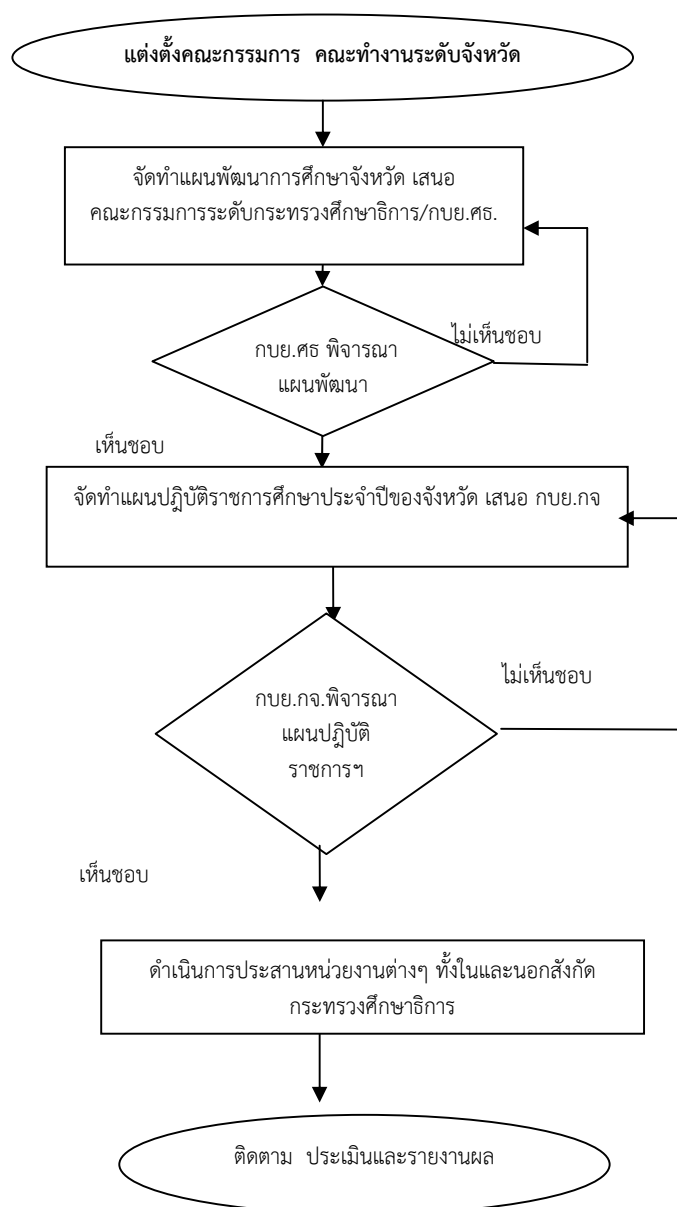 แต่งตั้งคณะกรรมการ คณะทำงานระดับจังหวัด
จัดทำแผนพัฒนาการศึกษาจังหวัด เสนอ
คณะกรรมการระดับกระทรวงศึกษาธิการ/กบย.ศธ.
ไม่เห็นชอบ
กบย.ศธ พิจารณา
แผนพัฒนา
เห็นชอบ
จัดทำแผนปฎิบัติราชการศึกษาประจำปีของจังหวัด เสนอ กบย.กจ
ไม่เห็นชอบ
กบย.กจ.พิจารณา
แผนปฎิบัติ
ราชการฯ
เห็นชอบ
ดำเนินการประสานหน่วยงานต่างๆ ทั้งในและนอกสังกัด
กระทรวงศึกษาธิการ
ติดตาม ประเมินและรายงานผล